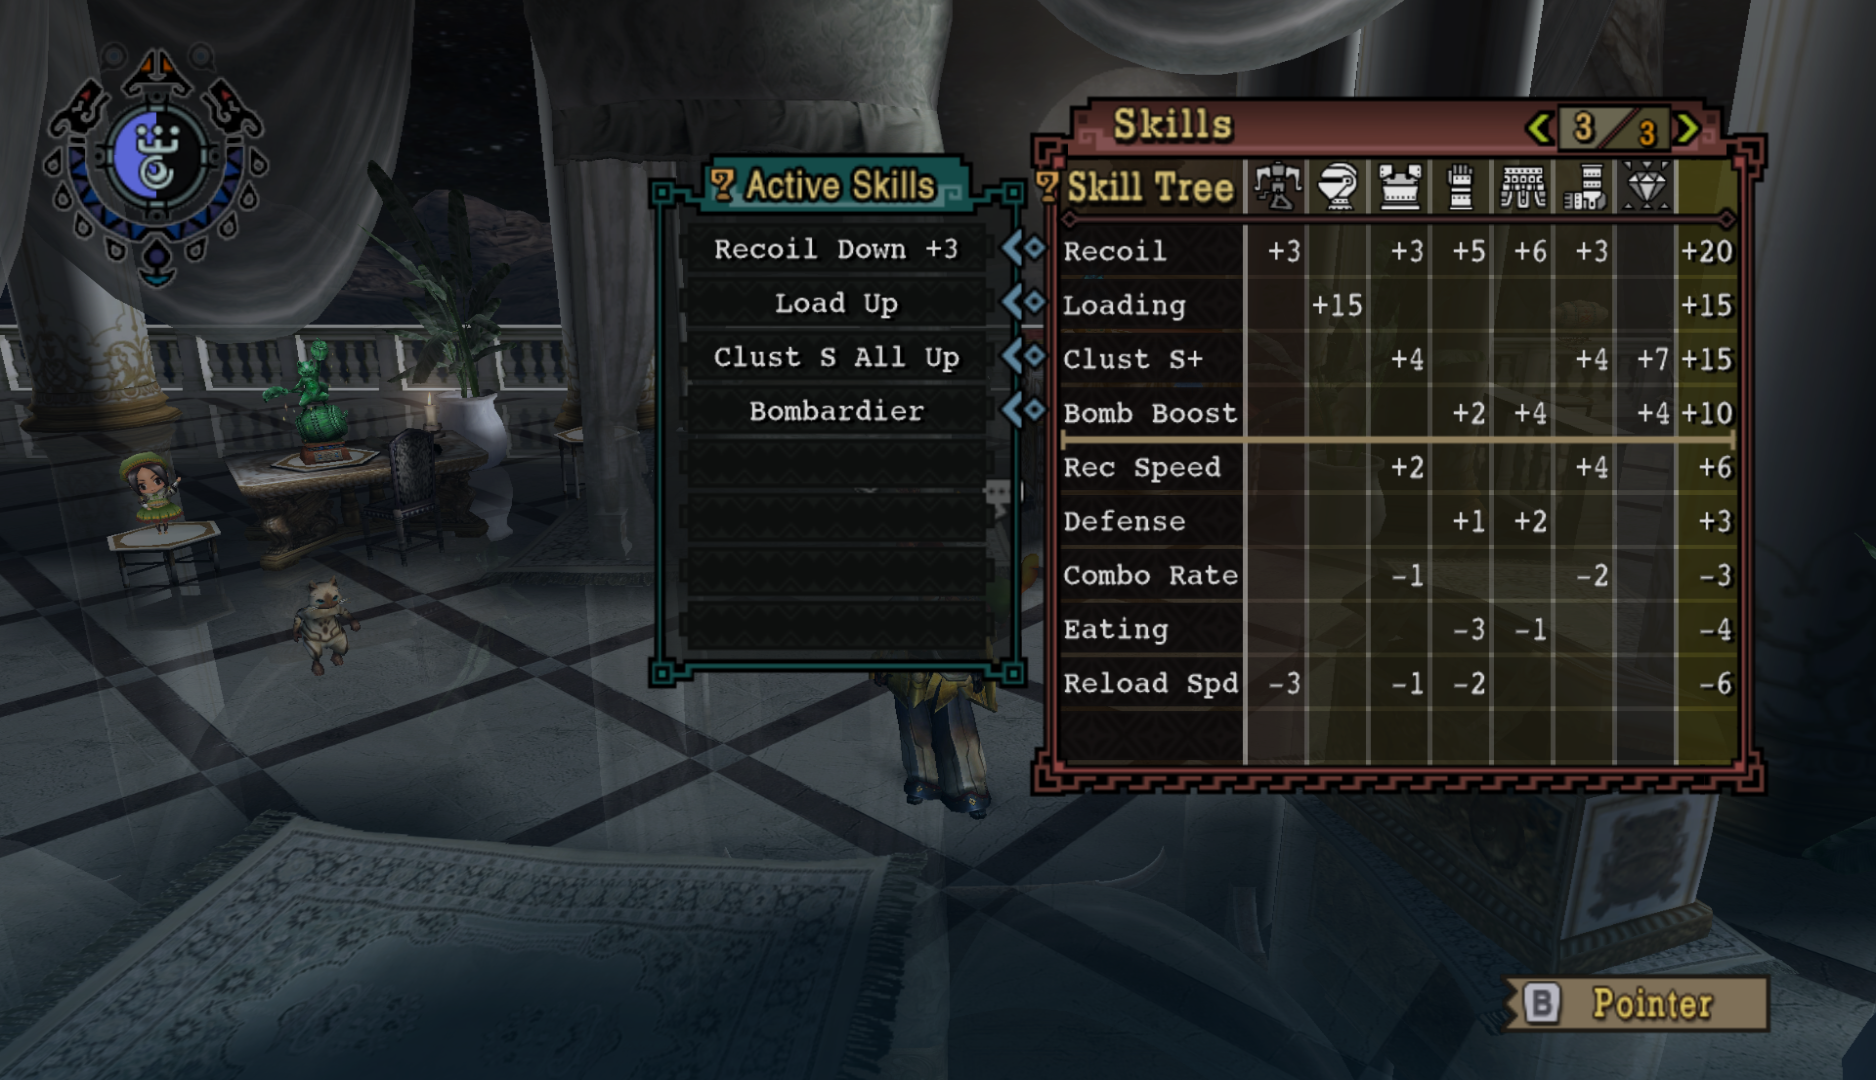 Skills
3/3
? Active Skills
Recoil Down +3
Load Up
Clust S All Up
Bombardier
? Skill Tree
Recoil +3 +3 +5 +6 +3 +20
Loading +15 +15
Clust S+ +4 +4 +7 +15
Bomb Boost +2 +4 +4 +10
Rec Speed +2 +4 +6
Defense +1 +2 +3
Combo Rate -1 -2 -3
Eating -3 -1 -4
Reload Spd -3 -1 -2 -6
B Pointer